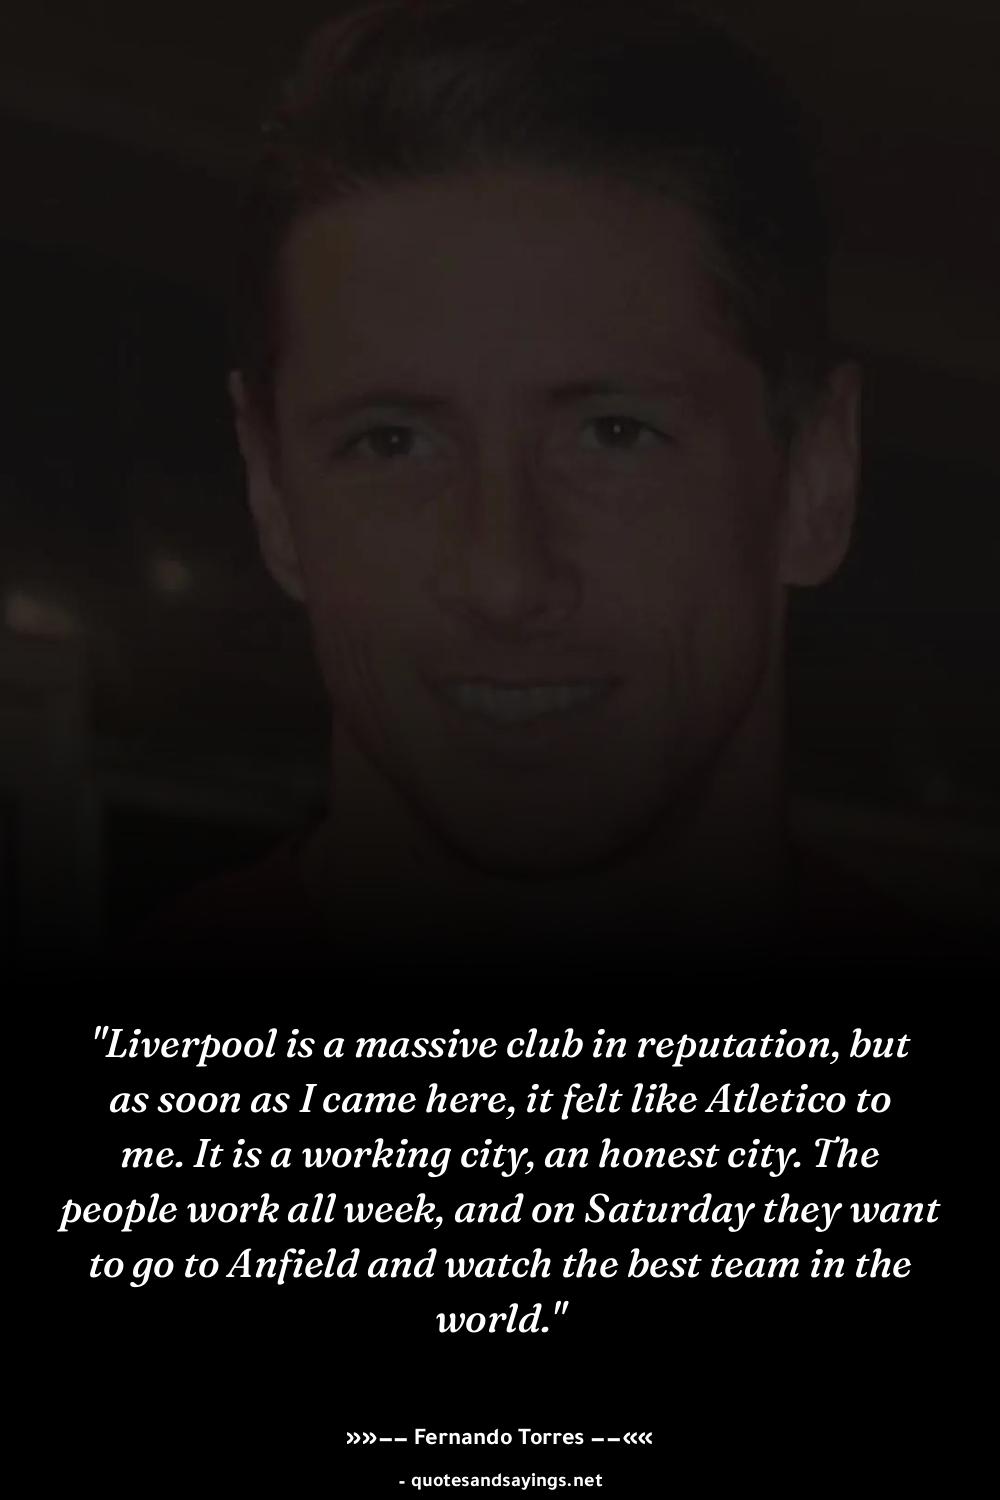 "Liverpool is a massive club in reputation, but
as soon as I came here, it felt like Atletico to
me. It is a working city, an honest city. The
people work all week, and on Saturday they want
to go to Anfield and watch the best team in the
world."
»»−− Fernando Torres −−««
- quotesandsayings.net